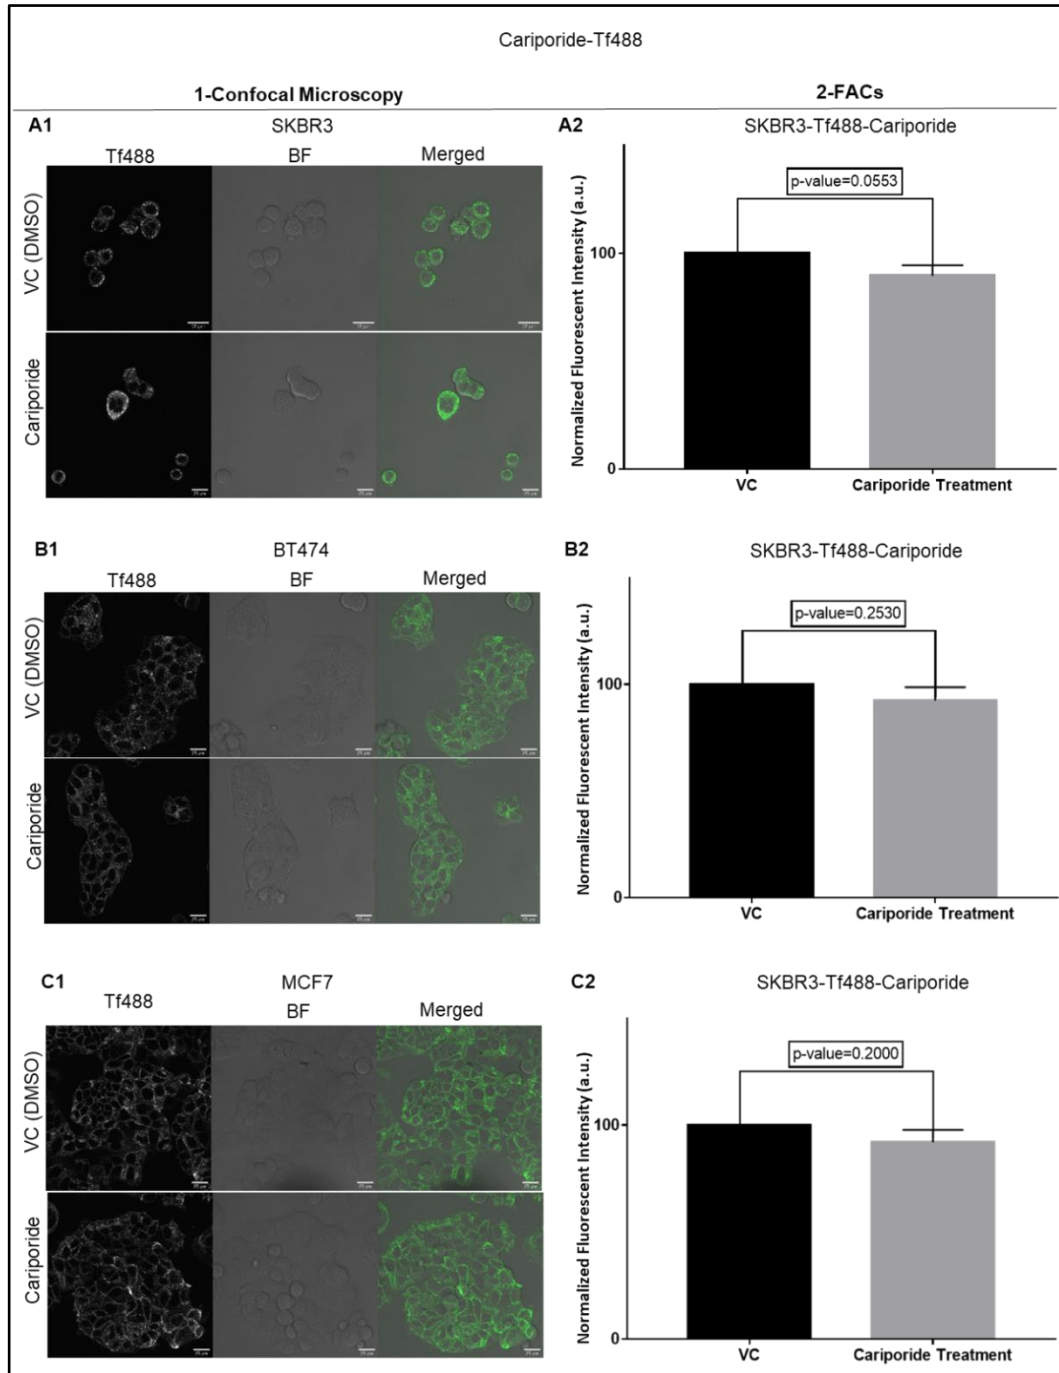 Cariporide-Tf488
1-Confocal Microscopy
2-FACs
A1
SKBR3
Tf488
BF
Merged
VC (DMSO)
Cariporide
A2
SKBR3-Tf488-Cariporide
p-value=0.0553
Normalized Fluorescent Intensity (a.u.)
100
0
VC
Cariporide Treatment
B1
BT474
Tf488
BF
Merged
VC (DMSO)
Cariporide
B2
SKBR3-Tf488-Cariporide
p-value=0.2530
Normalized Fluorescent Intensity (a.u.)
100
0
VC
Cariporide Treatment
C1
MCF7
Tf488
BF
Merged
VC (DMSO)
Cariporide
C2
SKBR3-Tf488-Cariporide
p-value=0.2000
Normalized Fluorescent Intensity (a.u.)
100
0
VC
Cariporide Treatment